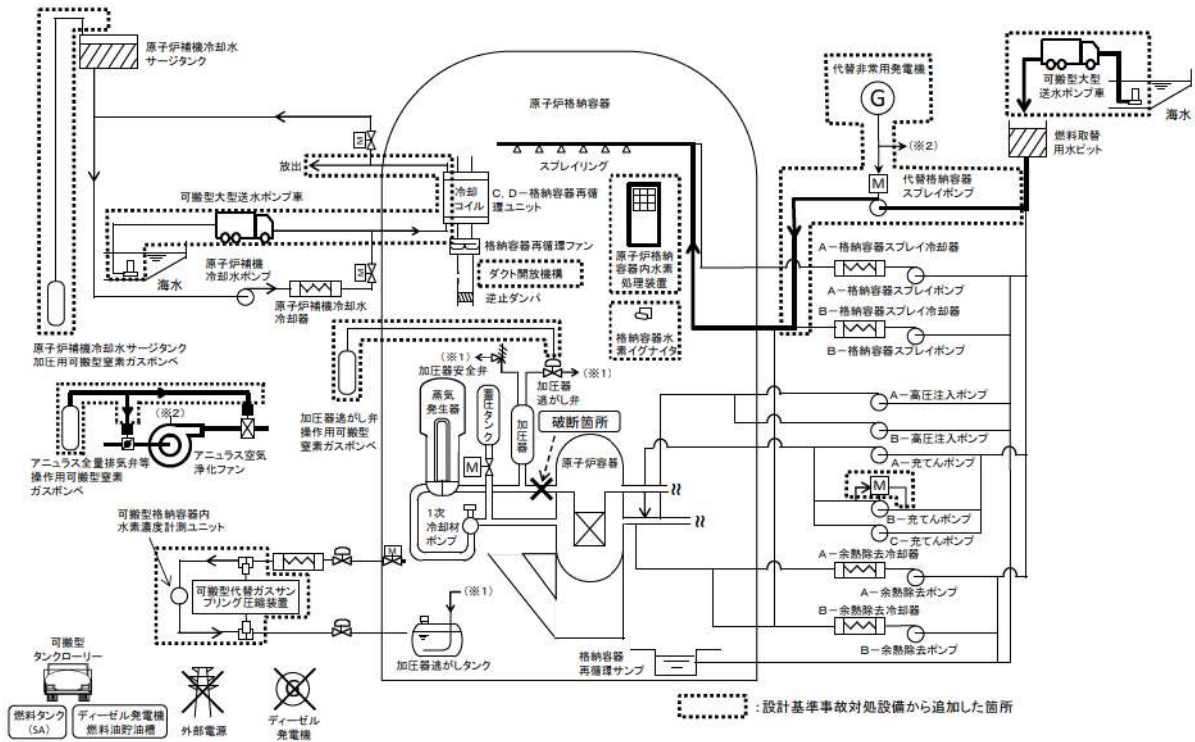 原子炉補機冷却水
サージタンク
原子炉格納容器
代替非常用発電機
G
(※2)
可搬型大型
送水ポンプ車
海水
燃料取替
用水ピット
M
放出
スプレイリング
M
代替格納容器
スプレイポンプ
可搬型大型送水ポンプ車
冷却
コイル
C, D-格納容器再循
環ユニット
格納容器再循環ファン
ダクト開放機構
逆止ダンパ
原子炉格納
容器内水素
処理装置
A-格納容器スプレイ冷却器
A-格納容器スプレイポンプ
海水
原子炉補機
冷却水ポンプ
M
原子炉補機冷却水
冷却器
格納容器水
素イグナイタ
B-格納容器スプレイ冷却器
B-格納容器スプレイポンプ
原子炉補機冷却水サージタンク
加圧用可搬型窒素ガスボンベ
(※1)
加圧器安全弁
(※1)
加圧器
逃がし弁
加圧器逃がし弁
操作用可搬型
窒素ガスボンベ
蒸気
発生器
蓄圧タンク
加圧器
破断箇所
原子炉容器
M
1次
冷却材
ポンプ
(※2)
アニュラス空気
浄化ファン
アニュラス全量排気弁等
操作用可搬型窒素
ガスボンベ
A-高圧注入ポンプ
B-高圧注入ポンプ
A-充てんポンプ
M
B-充てんポンプ
C-充てんポンプ
A-余熱除去冷却器
A-余熱除去ポンプ
B-余熱除去冷却器
B-余熱除去ポンプ
可搬型格納容器内
水素濃度計測ユニット
M
可搬型代替ガスサン
プリング圧縮装置
(※1)
加圧器逃がしタンク
格納容器
再循環サンプ
可搬型
タンクローリー
燃料タンク
(SA)
ディーゼル発電機
燃料油貯油槽
外部電源
ディーゼル
発電機
:設計基準事故対処設備から追加した箇所